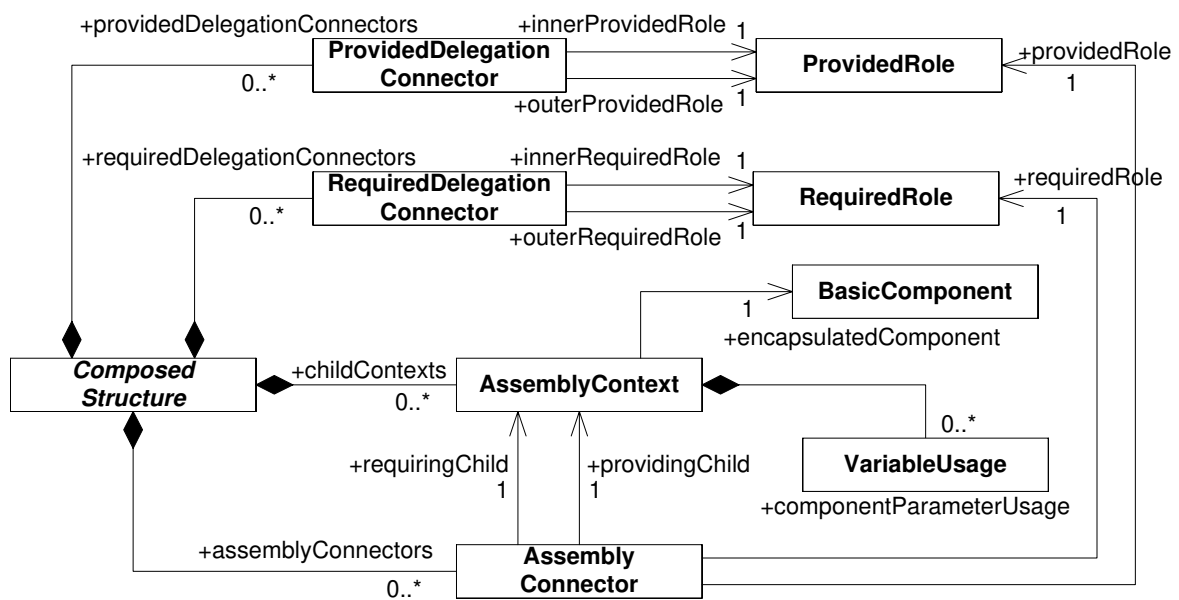 +providedDelegationConnectors
0..*
ProvidedDelegation
Connector
+innerProvidedRole
1
+outerProvidedRole
1
ProvidedRole
+providedRole
1
+requiredDelegationConnectors
0..*
RequiredDelegation
Connector
+innerRequiredRole
1
+outerRequiredRole
1
RequiredRole
+requiredRole
1
BasicComponent
1
+encapsulatedComponent
Composed
Structure
+childContexts
0..*
AssemblyContext
0..*
VariableUsage
+componentParameterUsage
+requiringChild
1
+providingChild
1
+assemblyConnectors
0..*
Assembly
Connector